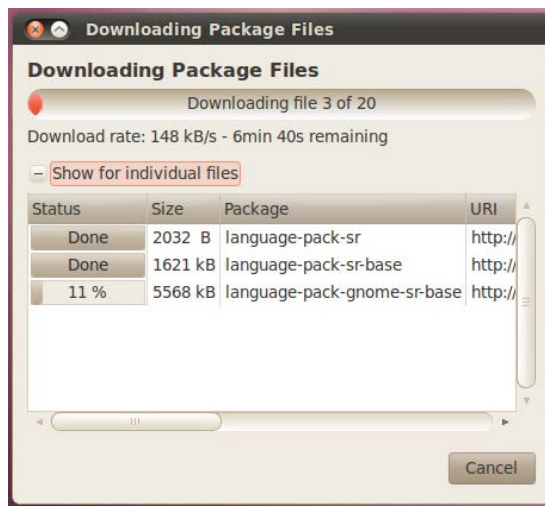 Downloading Package Files
Downloading Package Files
Downloading file 3 of 20
Download rate: 148 kB/s - 6min 40s remaining
Show for individual files
Status Size Package URI
Done 2032 B language-pack-sr http://
Done 1621 kB language-pack-sr-base http://
11 % 5568 kB language-pack-gnome-sr-base http://
Cancel